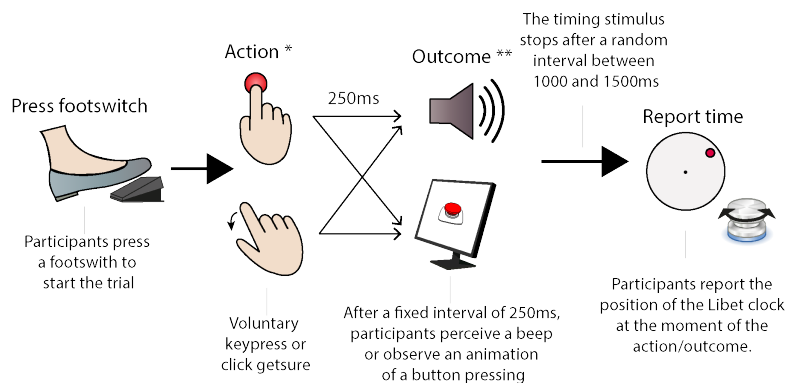 Press footswitch
Participants press
a footswith to
start the trial
Action *
Voluntary
keypress or
click getsure
250ms
Outcome **
After a fixed interval of 250ms,
participants perceive a beep
or observe an animation
of a button pressing
The timing stimulus
stops after a random
interval between
1000 and 1500ms
Report time
Participants report the
position of the Libet clock
at the moment of the
action/outcome.